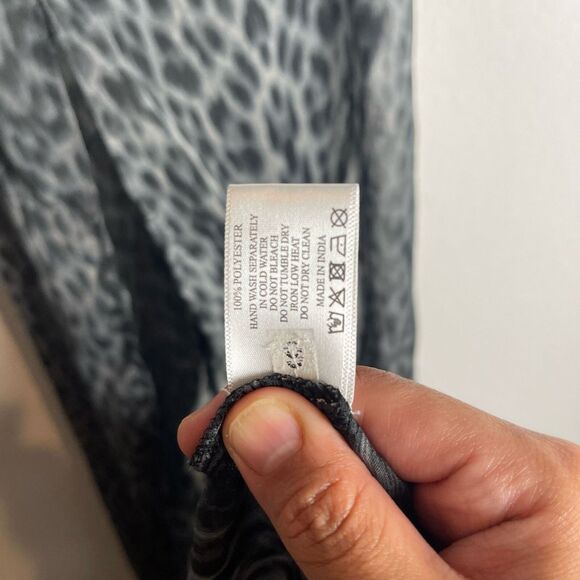 100% POLYESTER
HAND WASH SEPARATELY
IN COLD WATER
DO NOT BLEACH
DO NOT TUMBLE DRY
IRON LOW HEAT
DO NOT DRY CLEAN
MADE IN INDIA